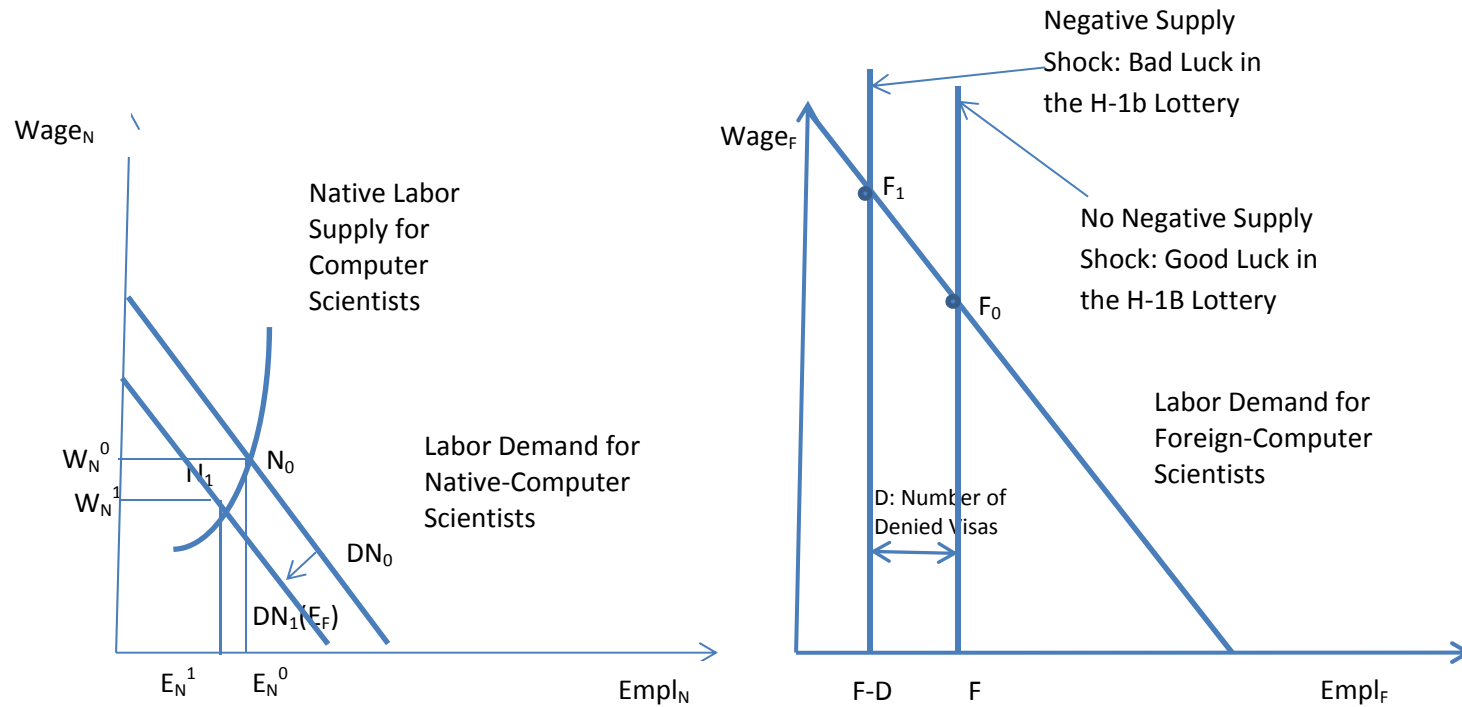 Wage_N
Native Labor
Supply for
Computer
Scientists
W_N^0
N_1
N_0
W_N^1
Labor Demand for
Native-Computer
Scientists
DN_0
DN_1(E_F)
E_N^1
E_N^0
Empl_N
Negative Supply
Shock: Bad Luck in
the H-1b Lottery
Wage_F
F_1
No Negative Supply
Shock: Good Luck in
the H-1B Lottery
F_0
Labor Demand for
Foreign-Computer
Scientists
D: Number of
Denied Visas
F-D
F
Empl_F